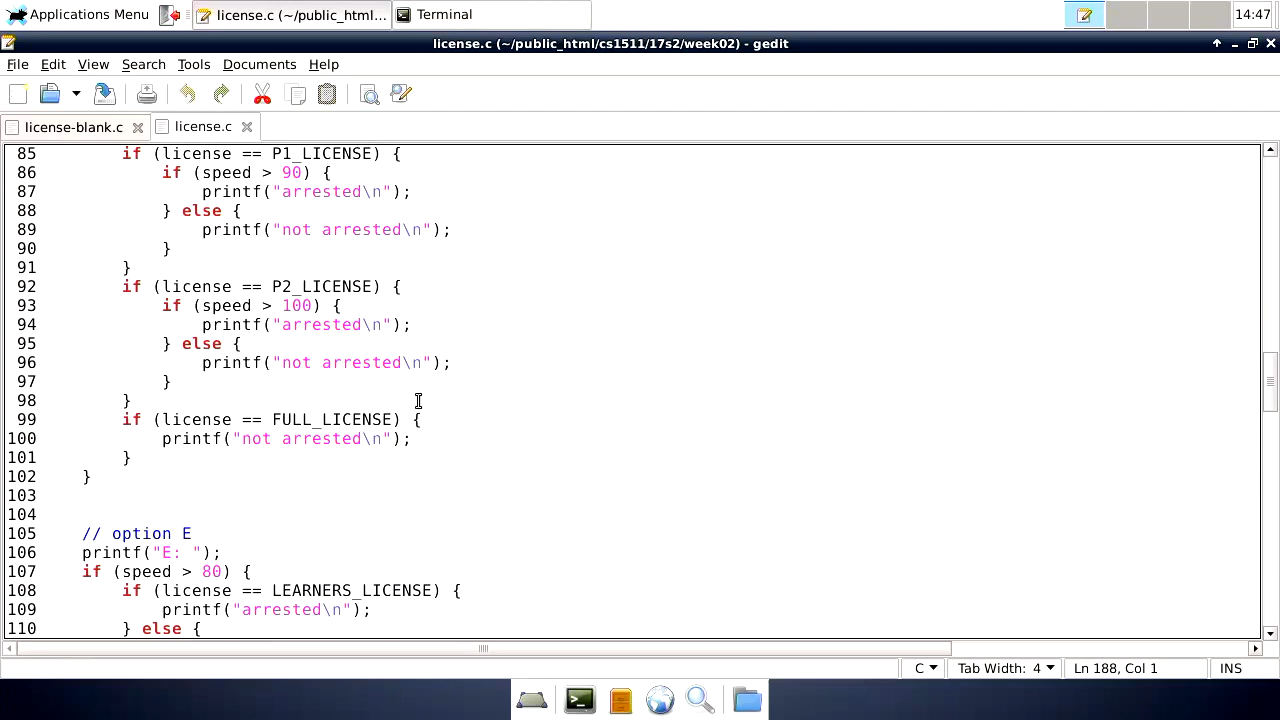 Applications Menu
license.c (~/public_html...
Terminal
14:47
license.c (~/public_html/cs1511/17s2/week02) - gedit
File Edit View Search Tools Documents Help
license-blank.c
license.c
85 if (license == P1_LICENSE) {
86 if (speed > 90) {
87 printf("arrested\n");
88 } else {
89 printf("not arrested\n");
90 }
91 }
92 if (license == P2_LICENSE) {
93 if (speed > 100) {
94 printf("arrested\n");
95 } else {
96 printf("not arrested\n");
97 }
98 }
99 if (license == FULL_LICENSE) {
100 printf("not arrested\n");
101 }
102 }
103
104
105 // option E
106 printf("E: ");
107 if (speed > 80) {
108 if (license == LEARNERS_LICENSE) {
109 printf("arrested\n");
110 } else {
C
Tab Width: 4
Ln 188, Col 1
INS